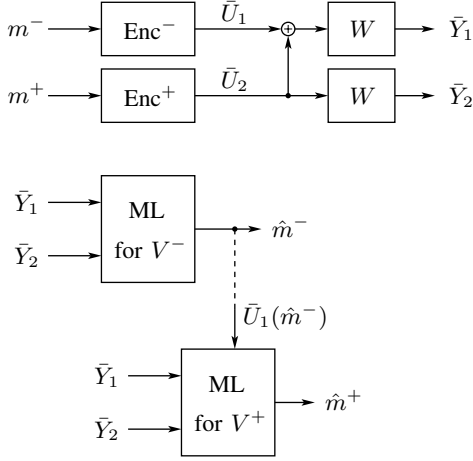 m⁻ Enc⁻ Ū₁ ⊕ W Ȳ₁
m⁺ Enc⁺ Ū₂ W Ȳ₂
Ȳ₁ ML
Ȳ₂ for V⁻ m̂⁻
Ū₁(m̂⁻)
Ȳ₁ ML
Ȳ₂ for V⁺ m̂⁺